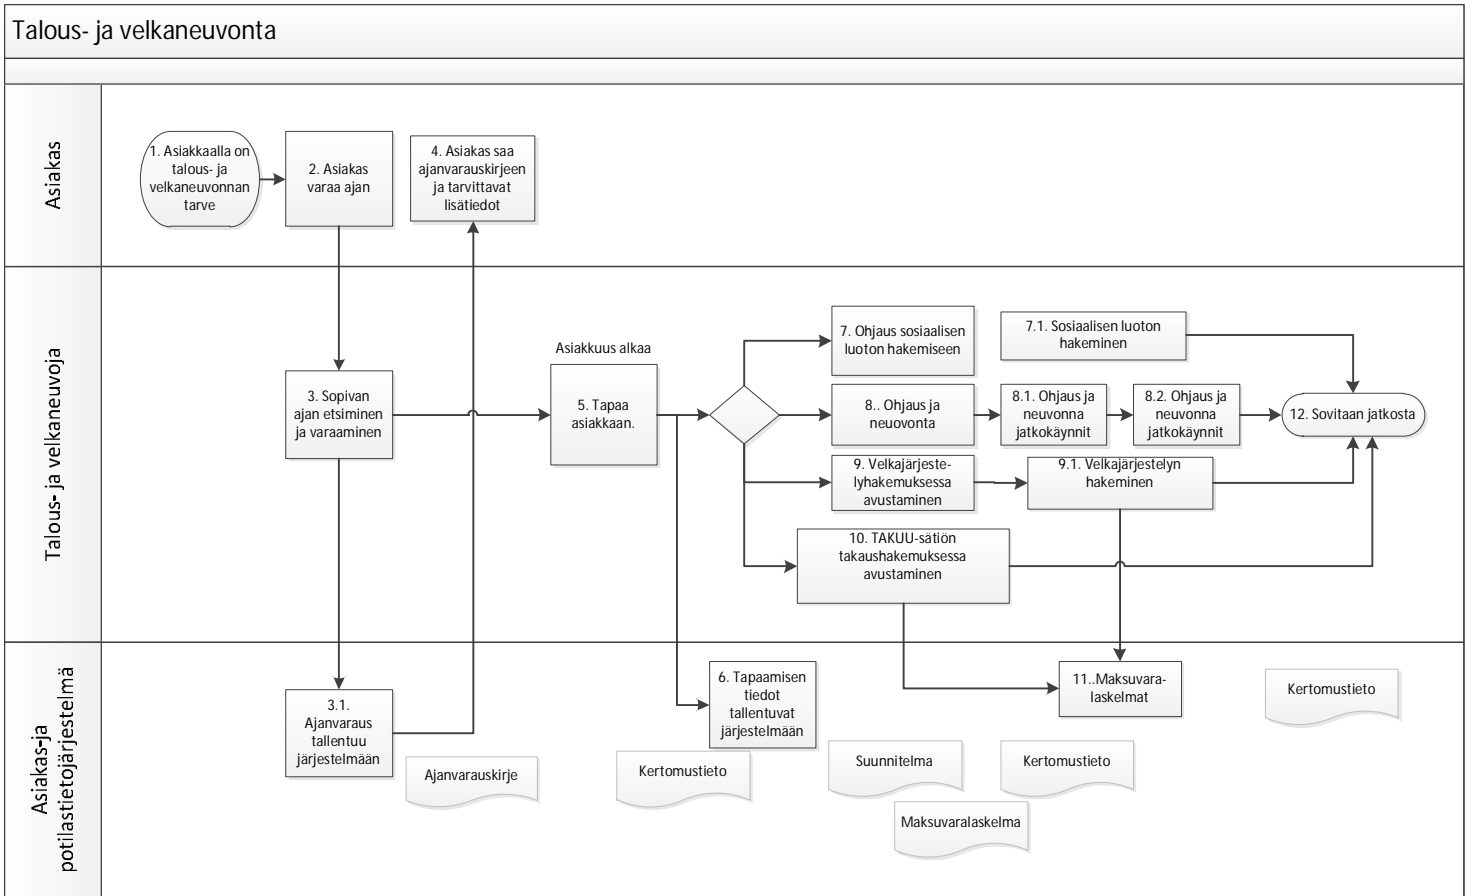 Talous- ja velkaneuvonta
Asiakas
1. Asiakkaalla on
talous- ja
velkaneuvonnan
tarve
2. Asiakas
varaa ajan
4. Asiakas saa
ajanvarauskirjeen
ja tarvittavat
lisätiedot
Talous- ja velkaneuvoja
3. Sopivan
ajan etsiminen
ja varaaminen
Asiakkuus alkaa
5. Tapaa
asiakkaan.
7. Ohjaus sosiaalisen
luoton hakemiseen
7.1. Sosiaalisen luoton
hakeminen
8.. Ohjaus ja
neuovonta
8.1. Ohjaus ja
neuvonna
jatkokäynnit
8.2. Ohjaus ja
neuvonna
jatkokäynnit
12. Sovitaan jatkosta
9. Velkajärjeste-
lyhakemuksessa
avustaminen
9.1. Velkajärjestelyn
hakeminen
10. TAKUU-sätiön
takaushakemuksessa
avustaminen
Asiakas-ja
potilastietojärjestelmä
3.1.
Ajanvaraus
tallentuu
järjestelmään
6. Tapaamisen
tiedot
tallentuvat
järjestelmään
11..Maksuvara-
laskelmat
Kertomustieto
Ajanvarauskirje
Kertomustieto
Suunnitelma
Kertomustieto
Maksuvaralaskelma